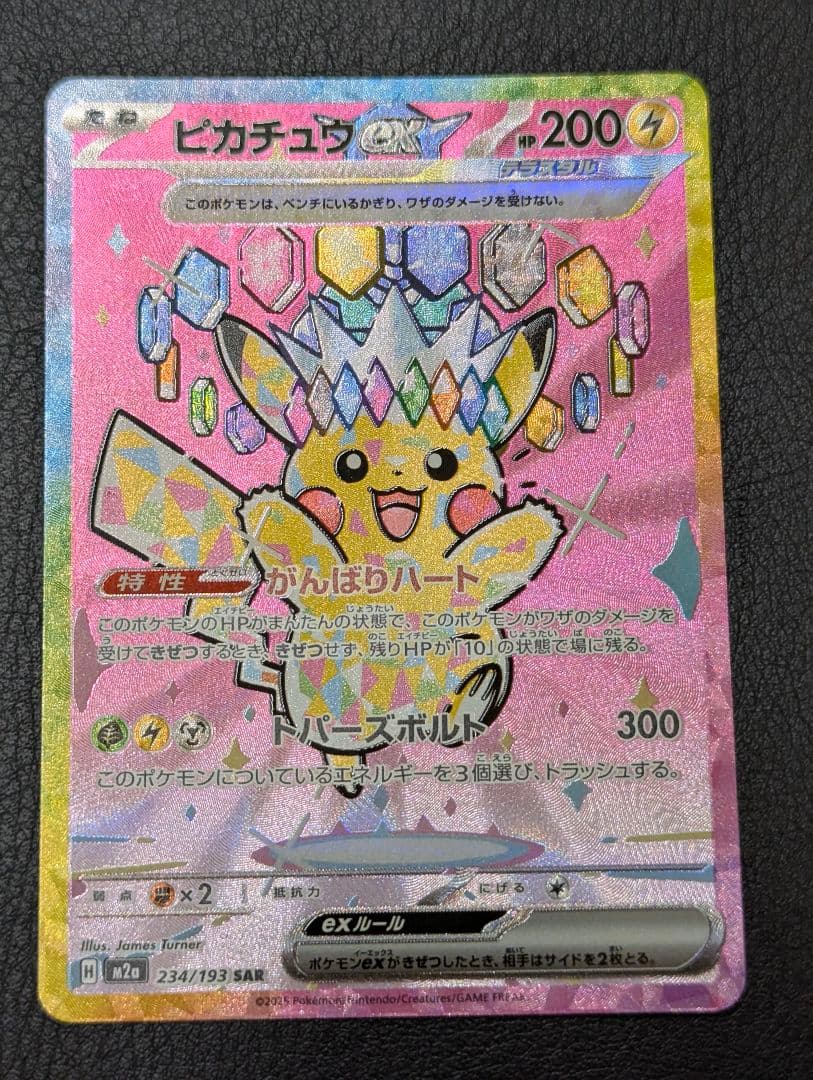 たね ピカチュウex HP200
テラスタル
このポケモンは、ベンチにいるかぎり、ワザのダメージを受けない。
特性 がんばりハート
このポケモンのHPがまんたんの状態で、このポケモンがワザのダメージを
受けてきぜつするとき、きぜつせず、残りHPが「10」の状態で場に残る。
トパーズボルト 300
このポケモンについているエネルギーを3個選び、トラッシュする。
弱点 ×2 抵抗力 にげる
exルール
ポケモンexがきぜつしたとき、相手はサイドを2枚とる。
Illus. James Turner
H M2a 234/193 SAR
©2025 Pokémon/Nintendo/Creatures/GAME FREAK